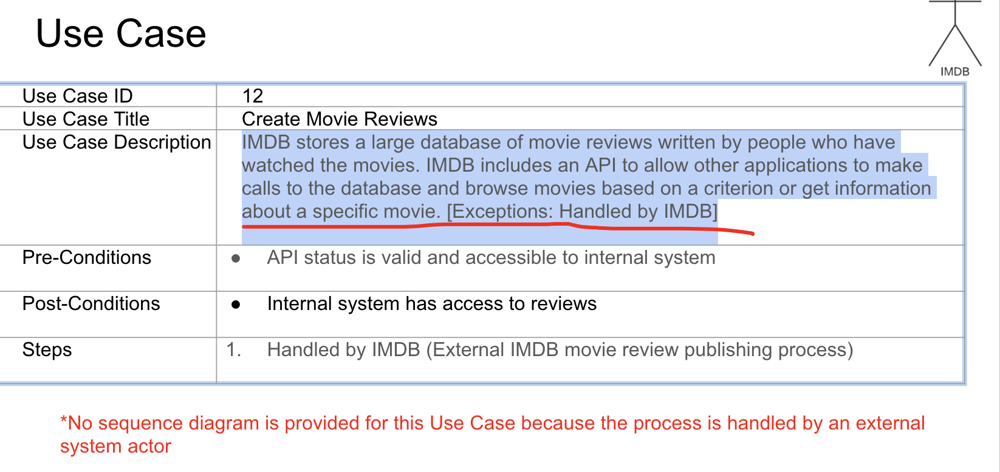 Use Case
IMDB
Use Case ID 12
Use Case Title Create Movie Reviews
Use Case Description IMDB stores a large database of movie reviews written by people who have
watched the movies. IMDB includes an API to allow other applications to make
calls to the database and browse movies based on a criterion or get information
about a specific movie. [Exceptions: Handled by IMDB]
Pre-Conditions ● API status is valid and accessible to internal system
Post-Conditions ● Internal system has access to reviews
Steps 1. Handled by IMDB (External IMDB movie review publishing process)
*No sequence diagram is provided for this Use Case because the process is handled by an external
system actor